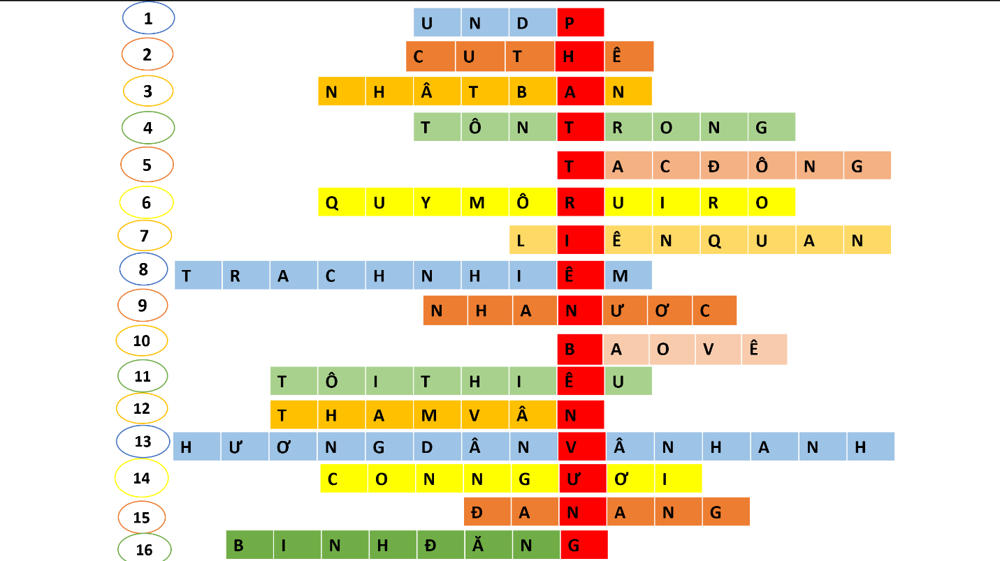 1 U N D P
2 C U T H Ê
3 N H Â T B A N
4 T Ô N T R O N G
5 T A C Đ Ô N G
6 Q U Y M Ô R U I R O
7 L I Ê N Q U A N
8 T R A C H N H I Ê M
9 N H A N Ư Ơ C
10 B A O V Ê
11 T Ô I T H I Ê U
12 T H A M V Â N
13 H Ư Ơ N G D Â N V Â N H A N H
14 C O N N G Ư Ơ I
15 Đ A N A N G
16 B I N H Đ Ă N G